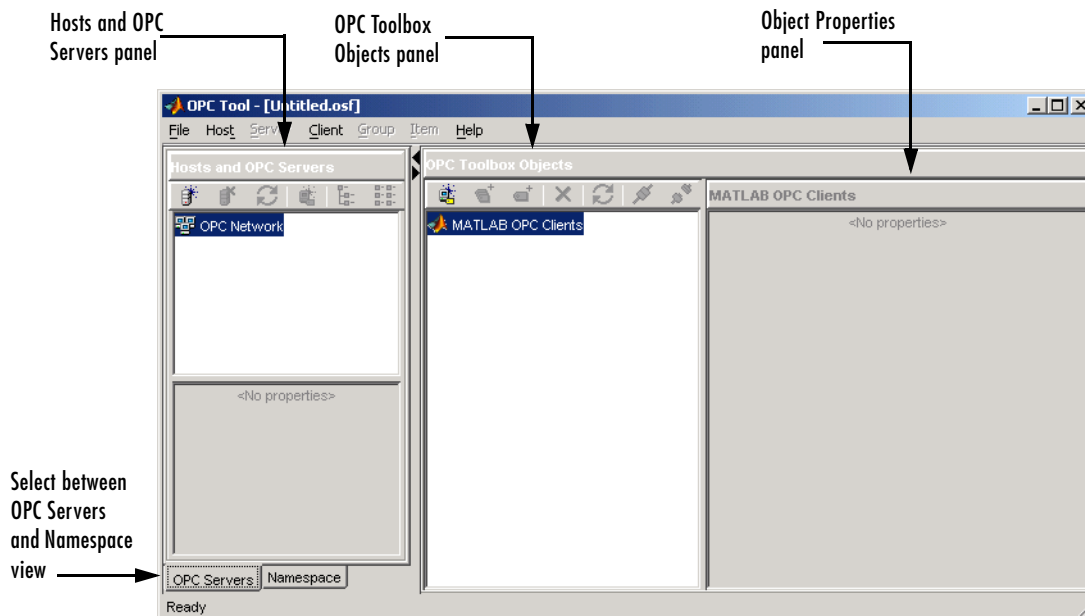 Hosts and OPC
Servers panel
OPC Toolbox
Objects panel
Object Properties
panel
OPC Tool - [Untitled.osf]
File Host Client Group Item Help
Hosts and OPC Servers
OPC Toolbox Objects
OPC Network
MATLAB OPC Clients
MATLAB OPC Clients
<No properties>
<No properties>
Select between
OPC Servers
and Namespace
view
OPC Servers Namespace
Ready